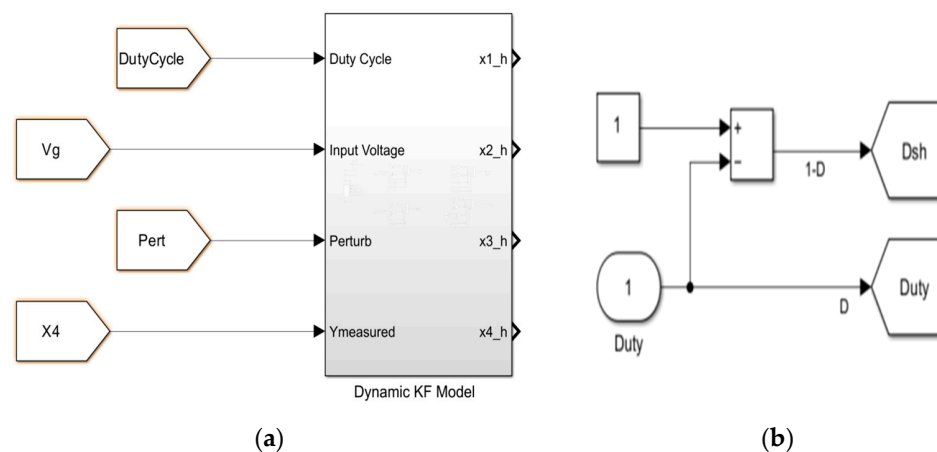 DutyCycle
Duty Cycle
x1_h
Vg
Input Voltage
x2_h
Pert
Perturb
x3_h
X4
Ymeasured
x4_h
Dynamic KF Model
(a)
1
+
−
1-D
Dsh
1
Duty
D
Duty
(b)